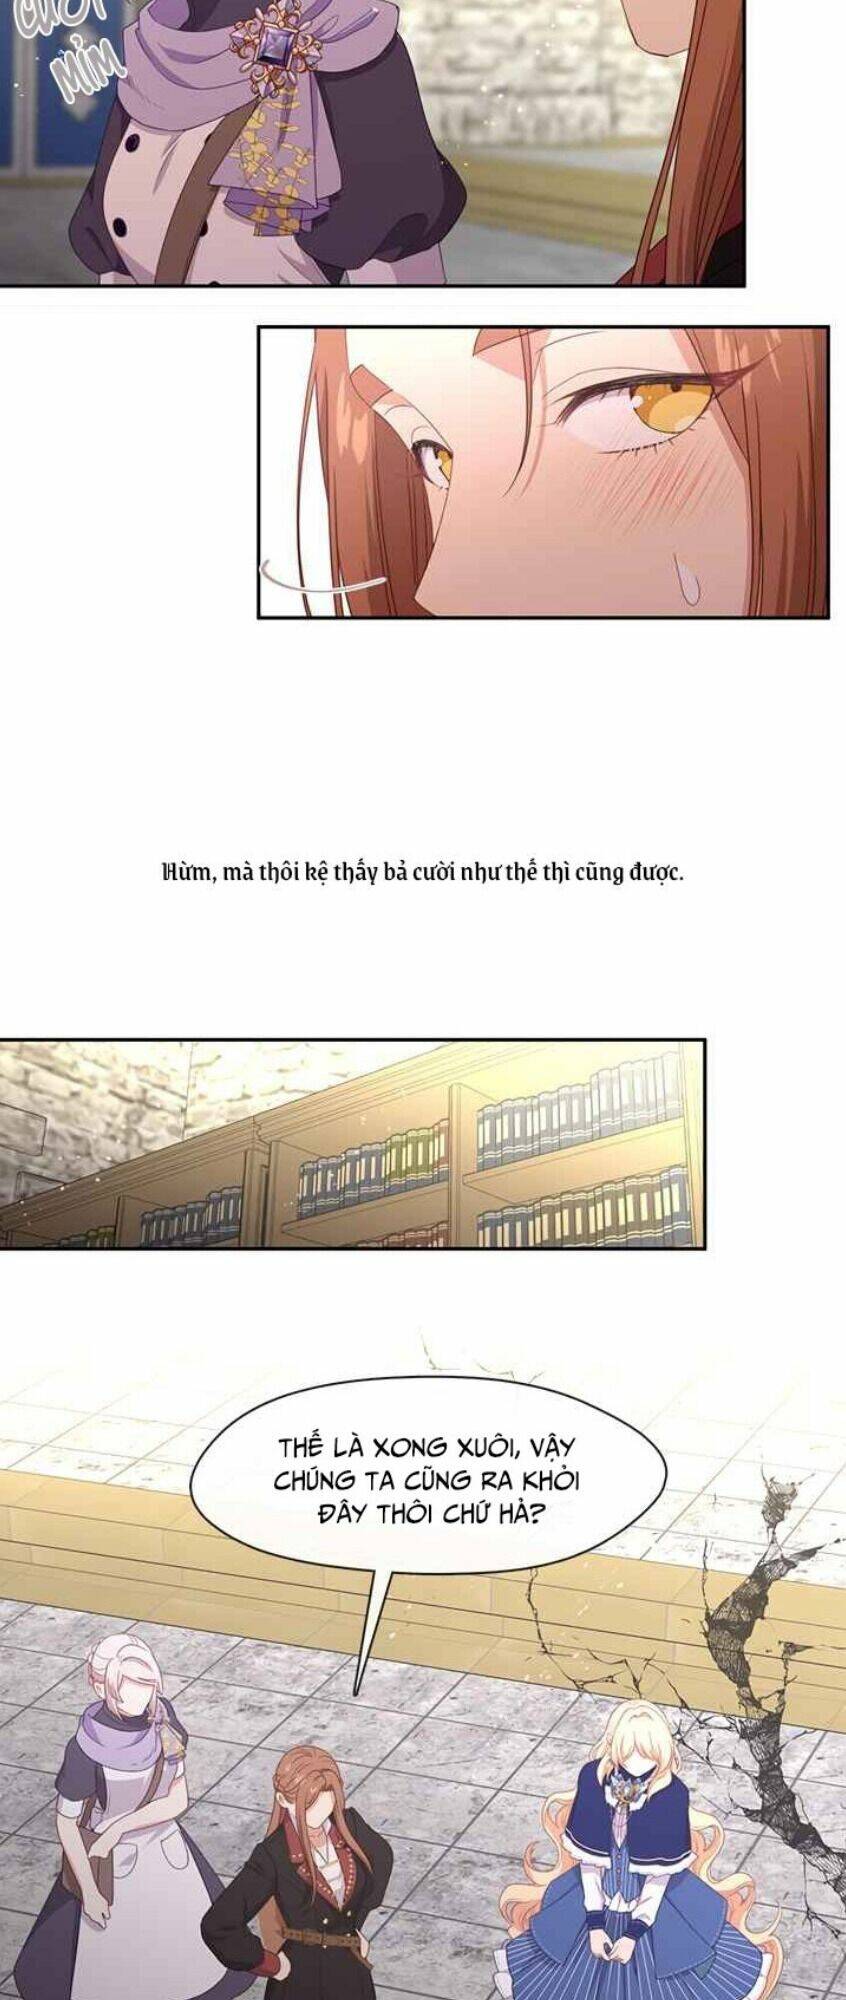 MỈM
Hừm, mà thôi kệ thấy bả cười như thế thì cũng được.
THẾ LÀ XONG XUÔI, VẬY
CHÚNG TA CŨNG RA KHỎI
ĐÂY THÔI CHỨ HẢ?